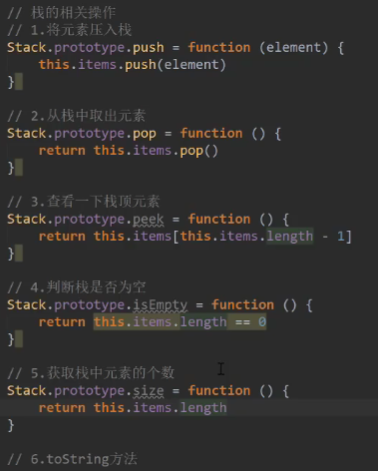 // 栈的相关操作
// 1.将元素压入栈
Stack.prototype.push = function (element) {
    this.items.push(element)
}
// 2.从栈中取出元素
Stack.prototype.pop = function () {
    return this.items.pop()
}
// 3.查看一下栈顶元素
Stack.prototype.peek = function () {
    return this.items[this.items.length - 1]
}
// 4.判断栈是否为空
Stack.prototype.isEmpty = function () {
    return this.items.length == 0
}
// 5.获取栈中元素的个数
Stack.prototype.size = function () {
    return this.items.length
}
// 6.toString方法